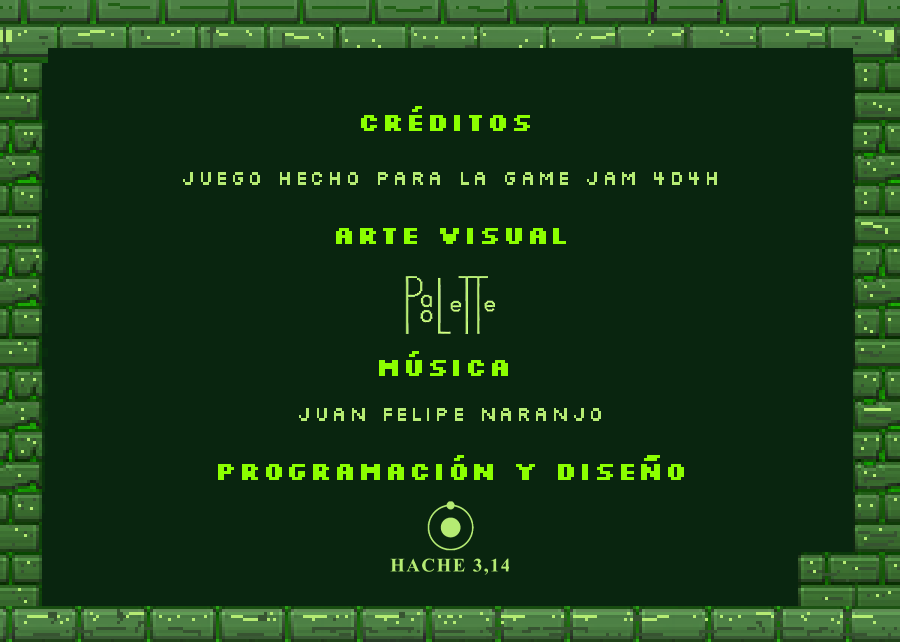 CRÉDITOS
JUEGO HECHO PARA LA GAME JAM 4D4H
ARTE VISUAL
PaoLeTTe
MÚSICA
JUAN FELIPE NARANJO
PROGRAMACIÓN Y DISEÑO
HACHE 3,14